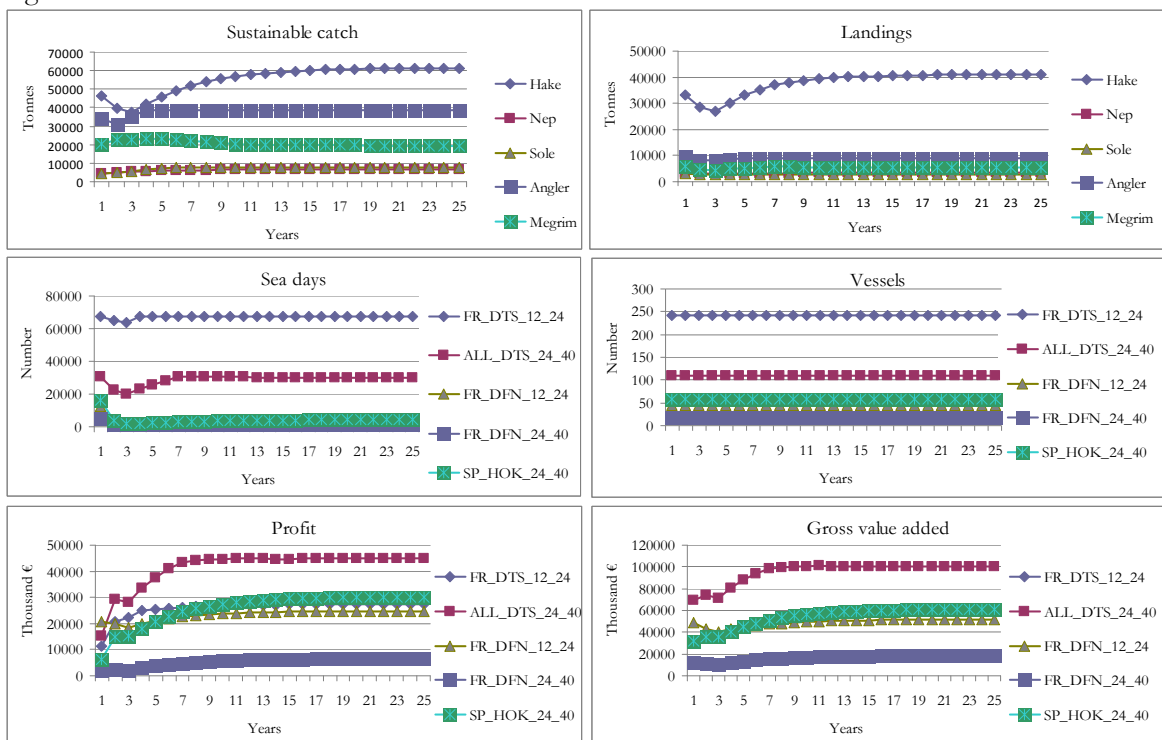 Sustainable catch
Tonnes
70000
60000
50000
40000
30000
20000
10000
0
1 3 5 7 9 11 13 15 17 19 21 23 25
Years
Hake
Nep
Sole
Angler
Megrim
Landings
Tonnes
50000
40000
30000
20000
10000
0
1 3 5 7 9 11 13 15 17 19 21 23 25
Years
Hake
Nep
Sole
Angler
Megrim
Sea days
Number
80000
60000
40000
20000
0
1 3 5 7 9 11 13 15 17 19 21 23 25
Years
FR_DTS_12_24
ALL_DTS_24_40
FR_DFN_12_24
FR_DFN_24_40
SP_HOK_24_40
Vessels
Number
300
250
200
150
100
50
0
1 3 5 7 9 11 13 15 17 19 21 23 25
Years
FR_DTS_12_24
ALL_DTS_24_40
FR_DFN_12_24
FR_DFN_24_40
SP_HOK_24_40
Profit
Thousand €
50000
40000
30000
20000
10000
0
1 3 5 7 9 11 13 15 17 19 21 23 25
Years
FR_DTS_12_24
ALL_DTS_24_40
FR_DFN_12_24
FR_DFN_24_40
SP_HOK_24_40
Gross value added
Thousand €
120000
100000
80000
60000
40000
20000
0
1 3 5 7 9 11 13 15 17 19 21 23 25
Years
FR_DTS_12_24
ALL_DTS_24_40
FR_DFN_12_24
FR_DFN_24_40
SP_HOK_24_40